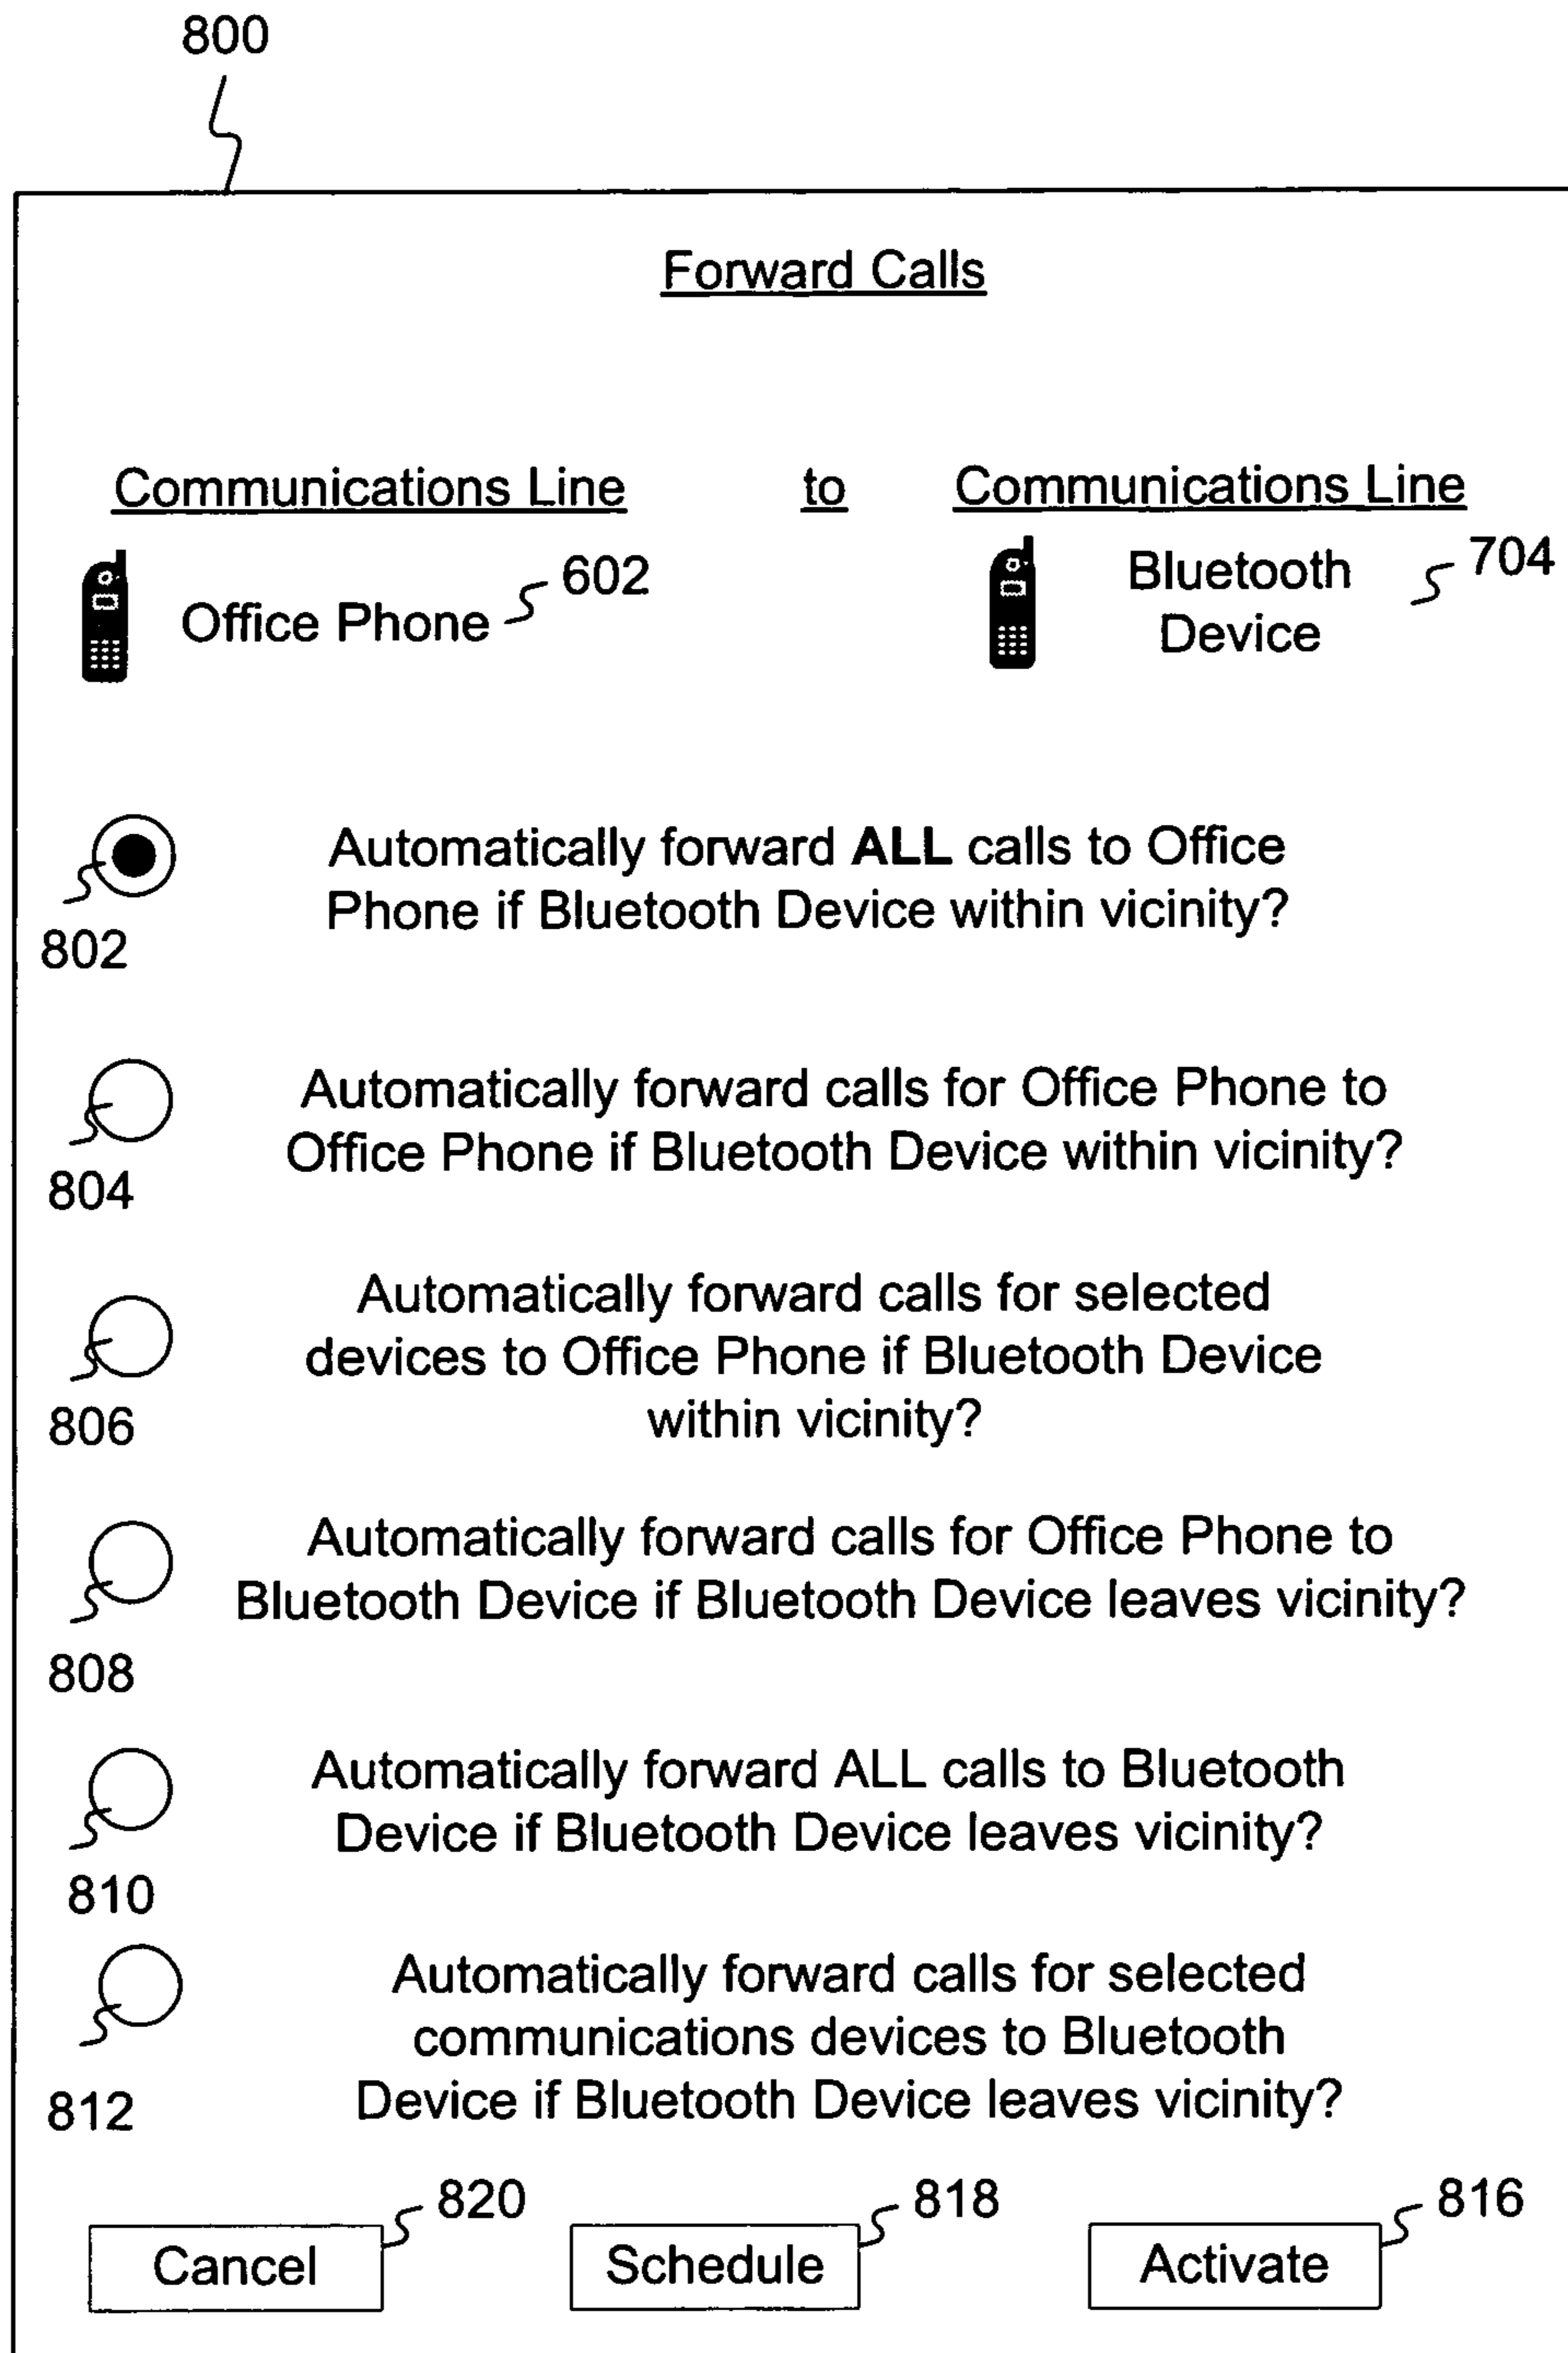 800
Forward Calls
Communications Line to Communications Line
Office Phone 602
Bluetooth 704
Device
Automatically forward ALL calls to Office
Phone if Bluetooth Device within vicinity?
802
Automatically forward calls for Office Phone to
Office Phone if Bluetooth Device within vicinity?
804
Automatically forward calls for selected
devices to Office Phone if Bluetooth Device
within vicinity?
806
Automatically forward calls for Office Phone to
Bluetooth Device if Bluetooth Device leaves vicinity?
808
Automatically forward ALL calls to Bluetooth
Device if Bluetooth Device leaves vicinity?
810
Automatically forward calls for selected
communications devices to Bluetooth
Device if Bluetooth Device leaves vicinity?
812
820 818 816
Cancel Schedule Activate